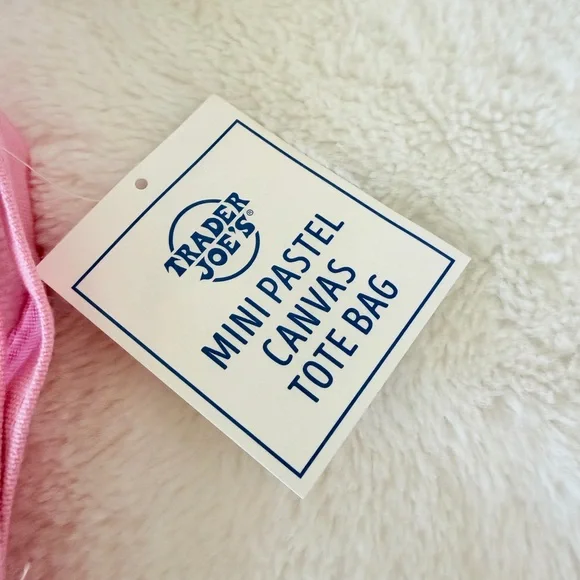 TRADER
JOE'S®
MINI PASTEL
CANVAS
TOTE BAG